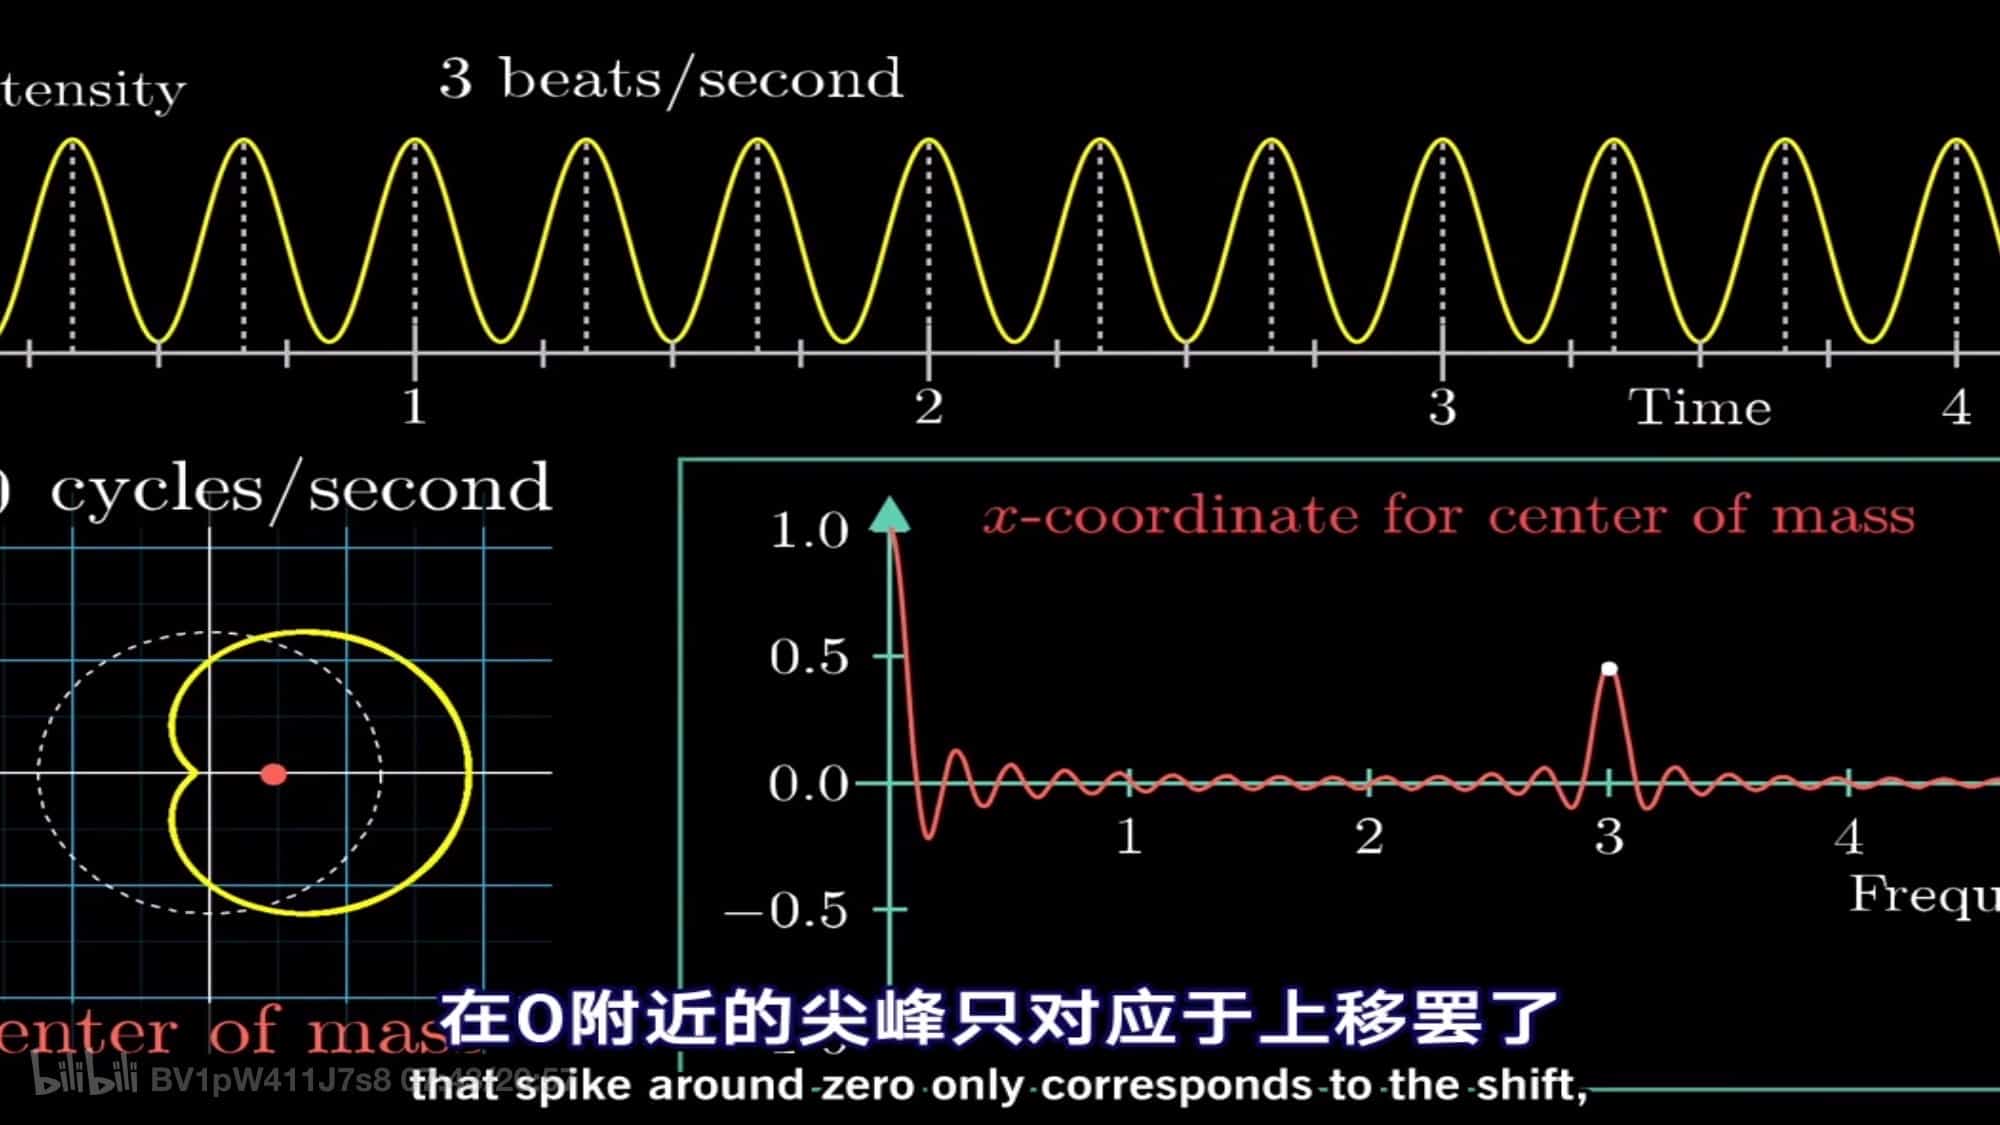 tensity
3 beats/second
1 2 3 Time 4
cycles/second
x-coordinate for center of mass
1.0
0.5
0.0
1 2 3 4
Frequ
−0.5
enter of mass
在0附近的尖峰只对应于上移罢了
bilibili BV1pW411J7s8
that spike around zero only corresponds to the shift,